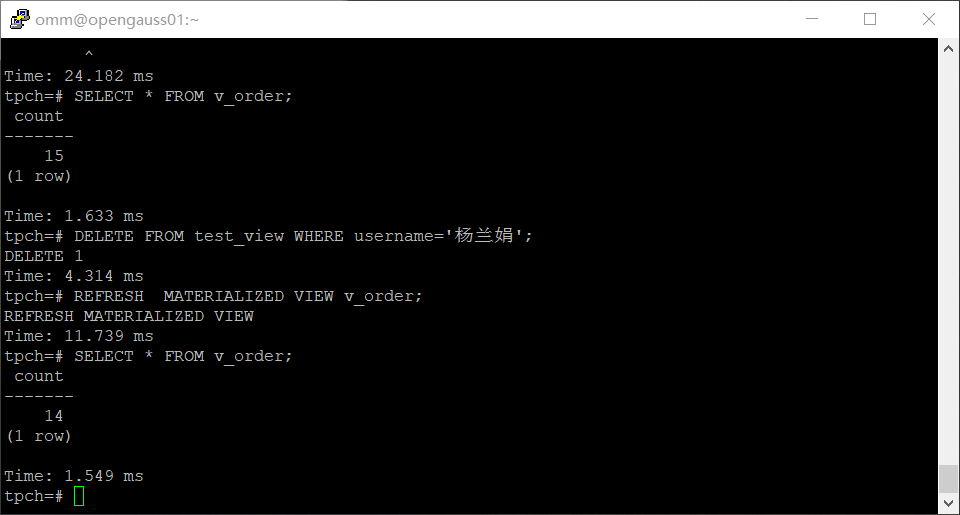 omm@opengauss01:~
^
Time: 24.182 ms
tpch=# SELECT * FROM v_order;
 count
-------
    15
(1 row)

Time: 1.633 ms
tpch=# DELETE FROM test_view WHERE username='杨兰娟';
DELETE 1
Time: 4.314 ms
tpch=# REFRESH  MATERIALIZED VIEW v_order;
REFRESH MATERIALIZED VIEW
Time: 11.739 ms
tpch=# SELECT * FROM v_order;
 count
-------
    14
(1 row)

Time: 1.549 ms
tpch=#